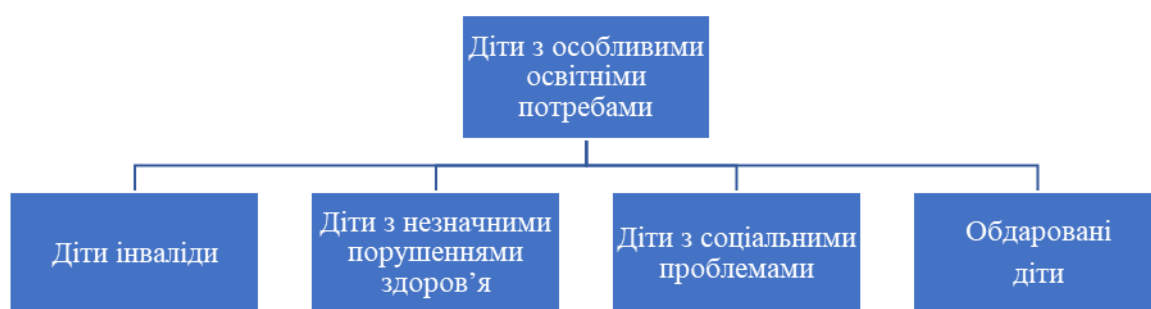 Діти з особливими
освітніми
потребами
Діти інваліди
Діти з незначними
порушеннями
здоров’я
Діти з соціальними
проблемами
Обдаровані
діти